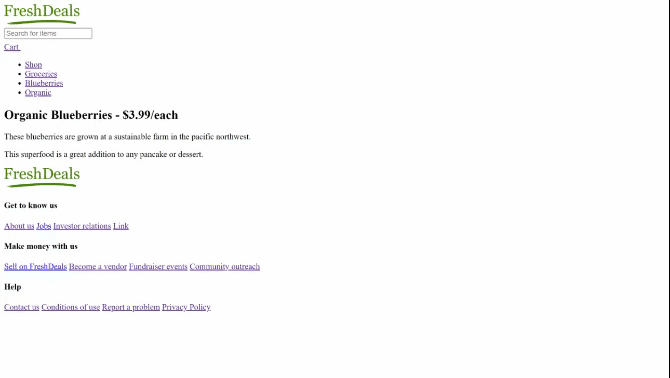 FreshDeals
Search for items
Cart
Shop
Groceries
Blueberries
Organic
Organic Blueberries - $3.99/each
These blueberries are grown at a sustainable farm in the pacific northwest.
This superfood is a great addition to any pancake or dessert.
FreshDeals
Get to know us
About us Jobs Investor relations Link
Make money with us
Sell on FreshDeals Become a vendor Fundraiser events Community outreach
Help
Contact us Conditions of use Report a problem Privacy Policy